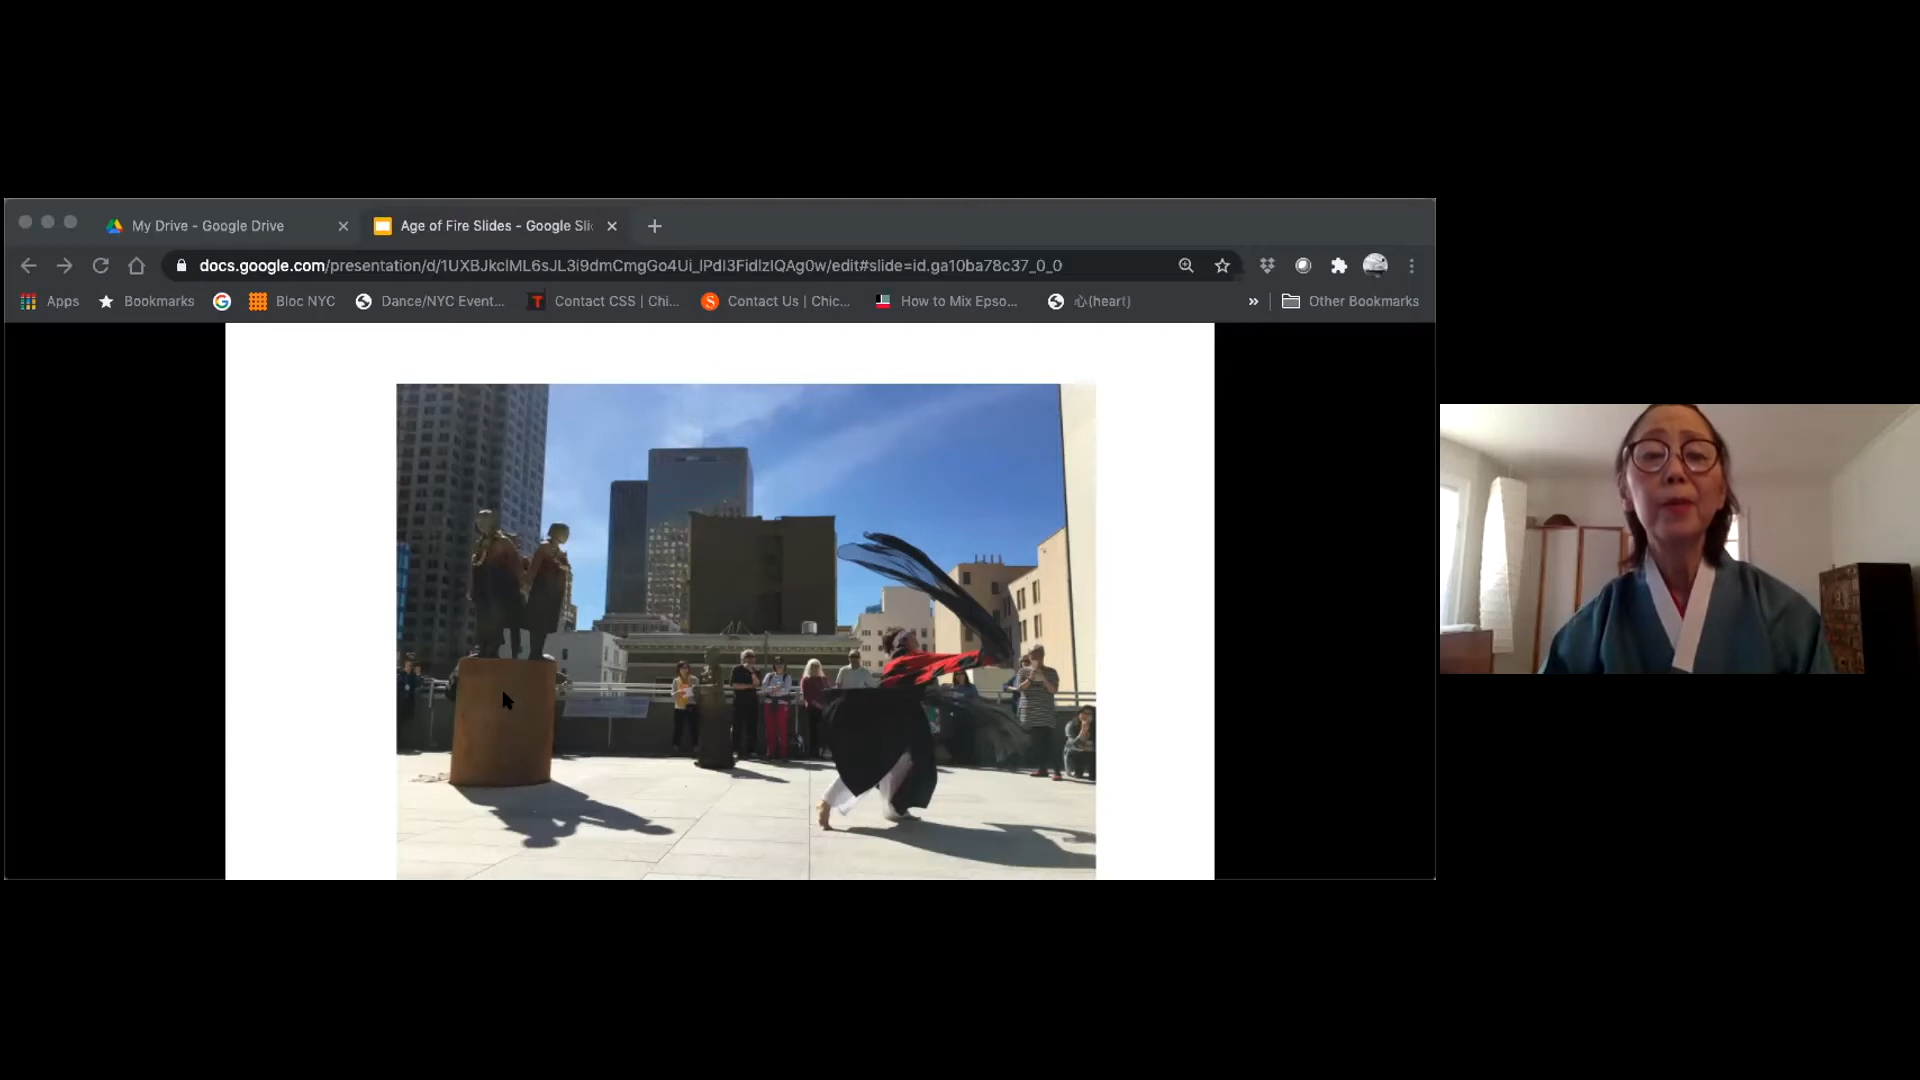 My Drive - Google Drive
Age of Fire Slides - Google Sli
docs.google.com/presentation/d/1UXBJkclML6sJL3i9dmCmgGo4Ui_lPdI3FidlzlQAg0w/edit#slide=id.ga10ba78c37_0_0
Apps
Bookmarks
Bloc NYC
Dance/NYC Event...
Contact CSS | Chi...
Contact Us | Chic...
How to Mix Epso...
心(heart)
»
Other Bookmarks